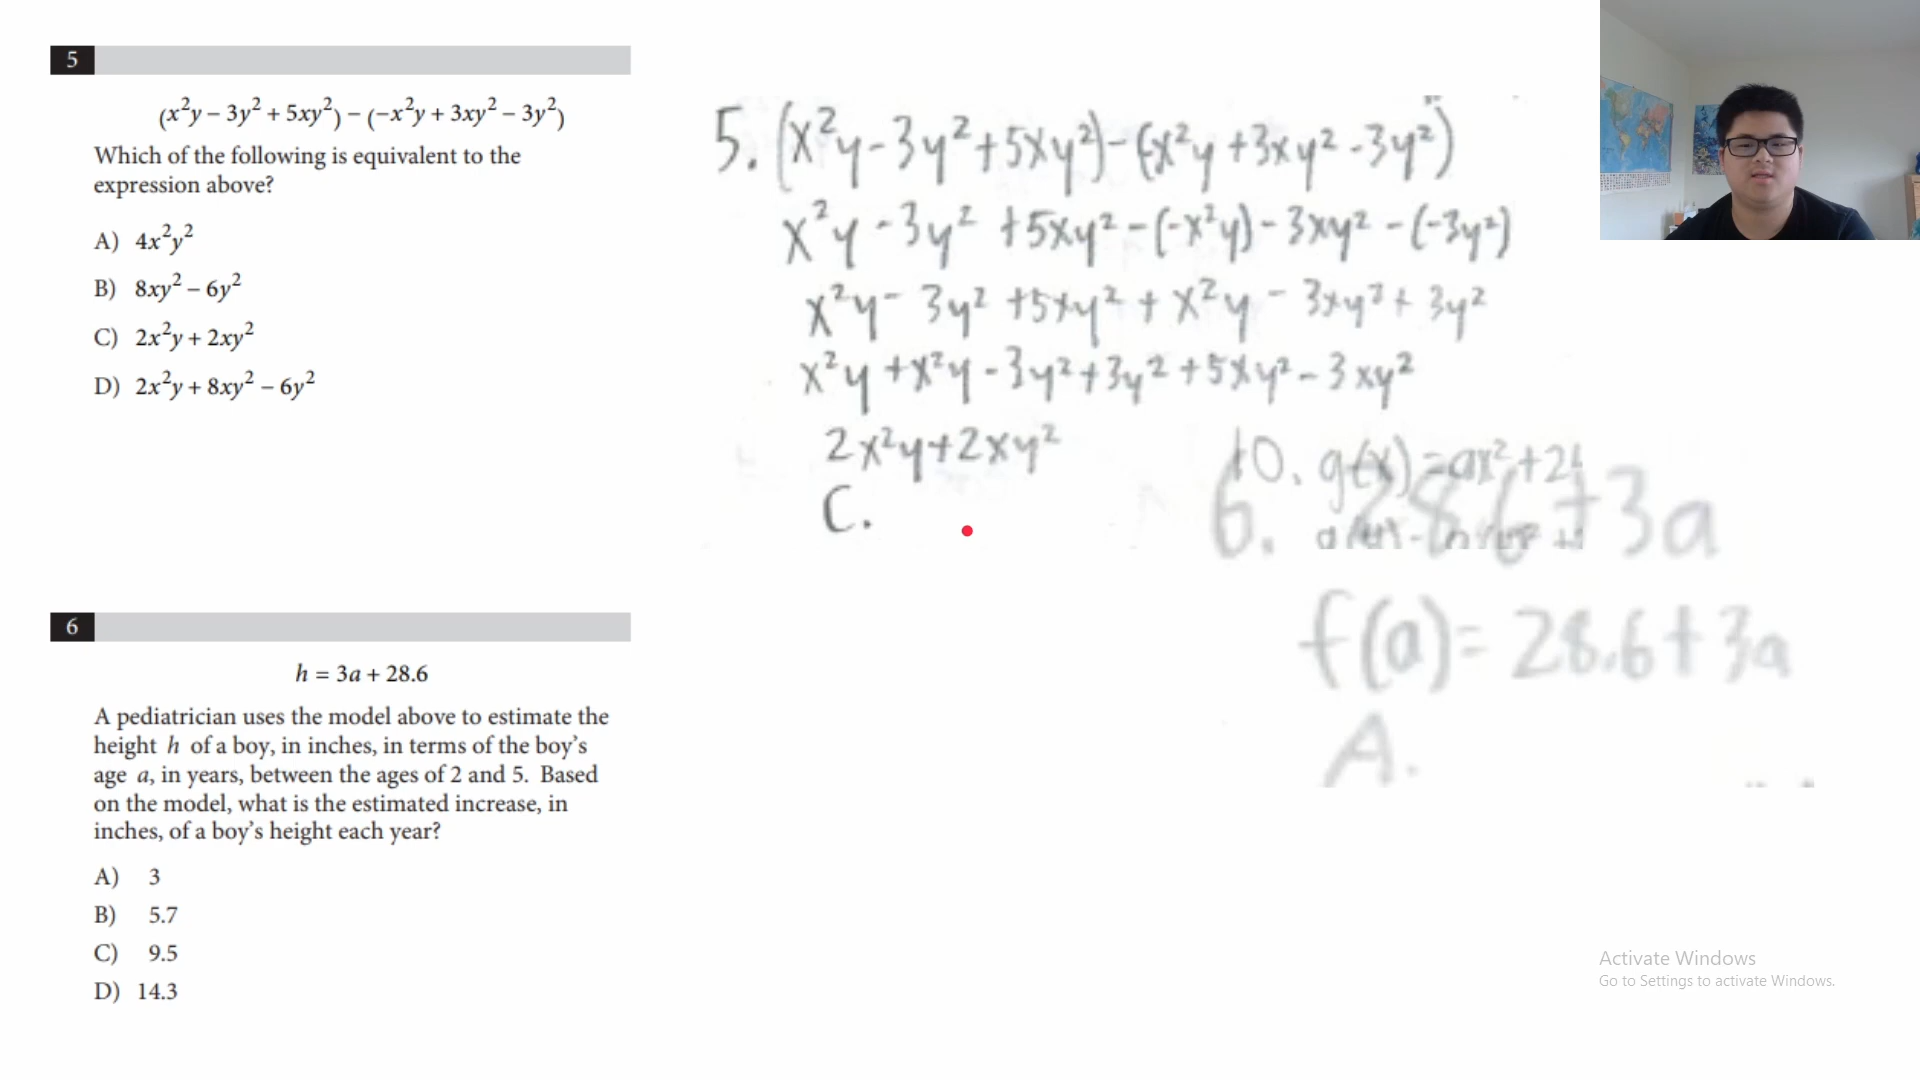 5
(x²y – 3y² + 5xy²) – (–x²y + 3xy² – 3y²)
Which of the following is equivalent to the
expression above?
A) 4x²y²
B) 8xy² – 6y²
C) 2x²y + 2xy²
D) 2x²y + 8xy² – 6y²
5. (x²y-3y²+5xy²)-(-x²y+3xy²-3y²)
x²y-3y²+5xy²-(-x²y)-3xy²-(-3y²)
x²y-3y²+5xy²+x²y-3xy²+3y²
x²y+x²y-3y²+3y²+5xy²-3xy²
2x²y+2xy²
C.
10. g(x)=ax²+24
6. 28.6+3a
f(a)=28.6+3a
A.
6
h = 3a + 28.6
A pediatrician uses the model above to estimate the
height h of a boy, in inches, in terms of the boy's
age a, in years, between the ages of 2 and 5. Based
on the model, what is the estimated increase, in
inches, of a boy's height each year?
A) 3
B) 5.7
C) 9.5
D) 14.3
Activate Windows
Go to Settings to activate Windows.